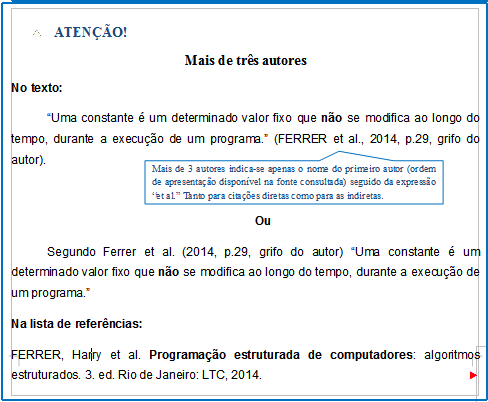 ATENÇÃO!
Mais de três autores
No texto:
“Uma constante é um determinado valor fixo que não se modifica ao longo do
tempo, durante a execução de um programa.” (FERRER et al., 2014, p.29, grifo do
autor).
Mais de 3 autores indica-se apenas o nome do primeiro autor (ordem
de apresentação disponível na fonte consultada) seguido da expressão
“et al.” Tanto para citações diretas como para as indiretas.
Ou
Segundo Ferrer et al. (2014, p.29, grifo do autor) “Uma constante é um
determinado valor fixo que não se modifica ao longo do tempo, durante a execução de
um programa.”
Na lista de referências:
FERRER, Harry et al. Programação estruturada de computadores: algoritmos
estruturados. 3. ed. Rio de Janeiro: LTC, 2014.